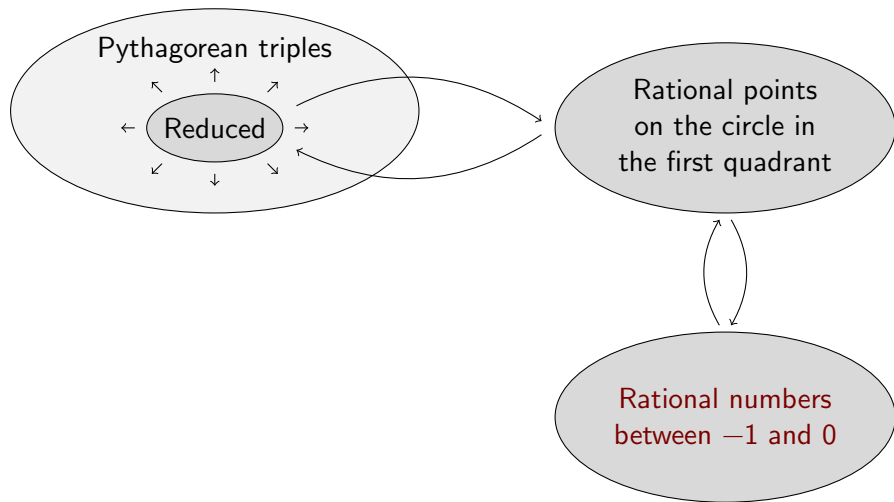 Pythagorean triples
Reduced
Rational points
on the circle in
the first quadrant
Rational numbers
between −1 and 0